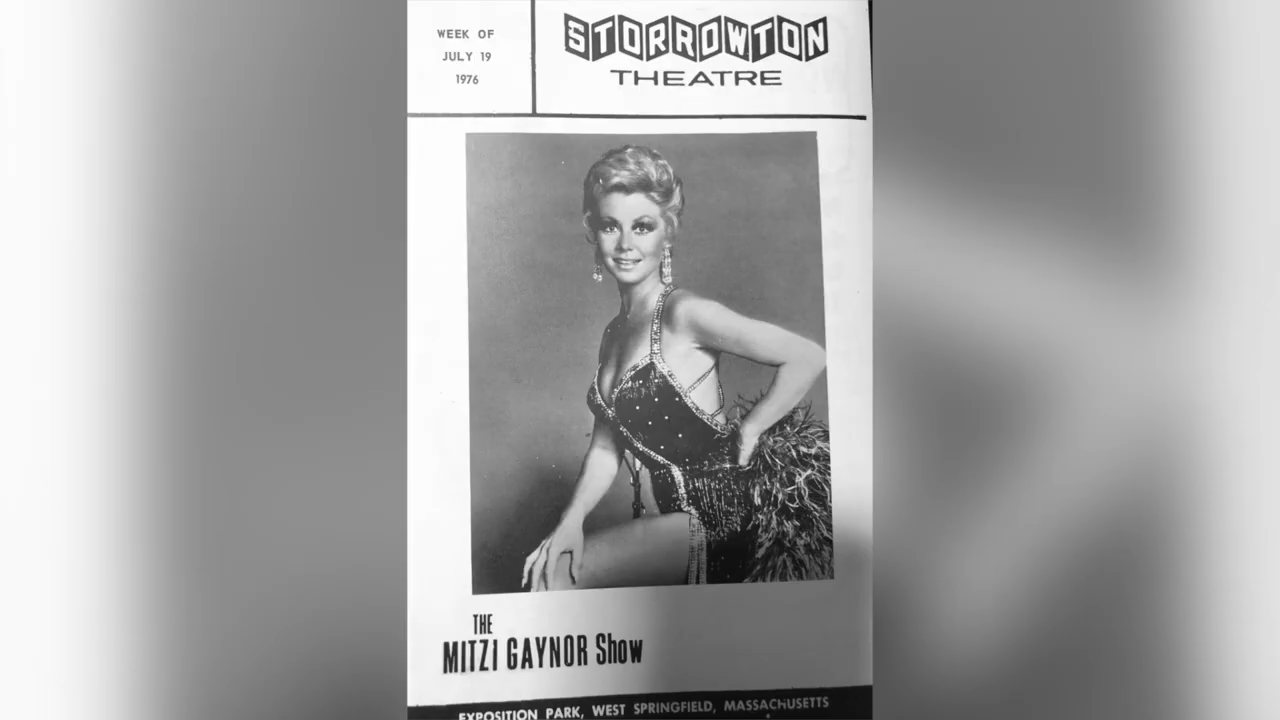 WEEK OF
JULY 19
1976
STORROWTON
THEATRE
THE
MITZI GAYNOR Show
EXPOSITION PARK, WEST SPRINGFIELD, MASSACHUSETTS